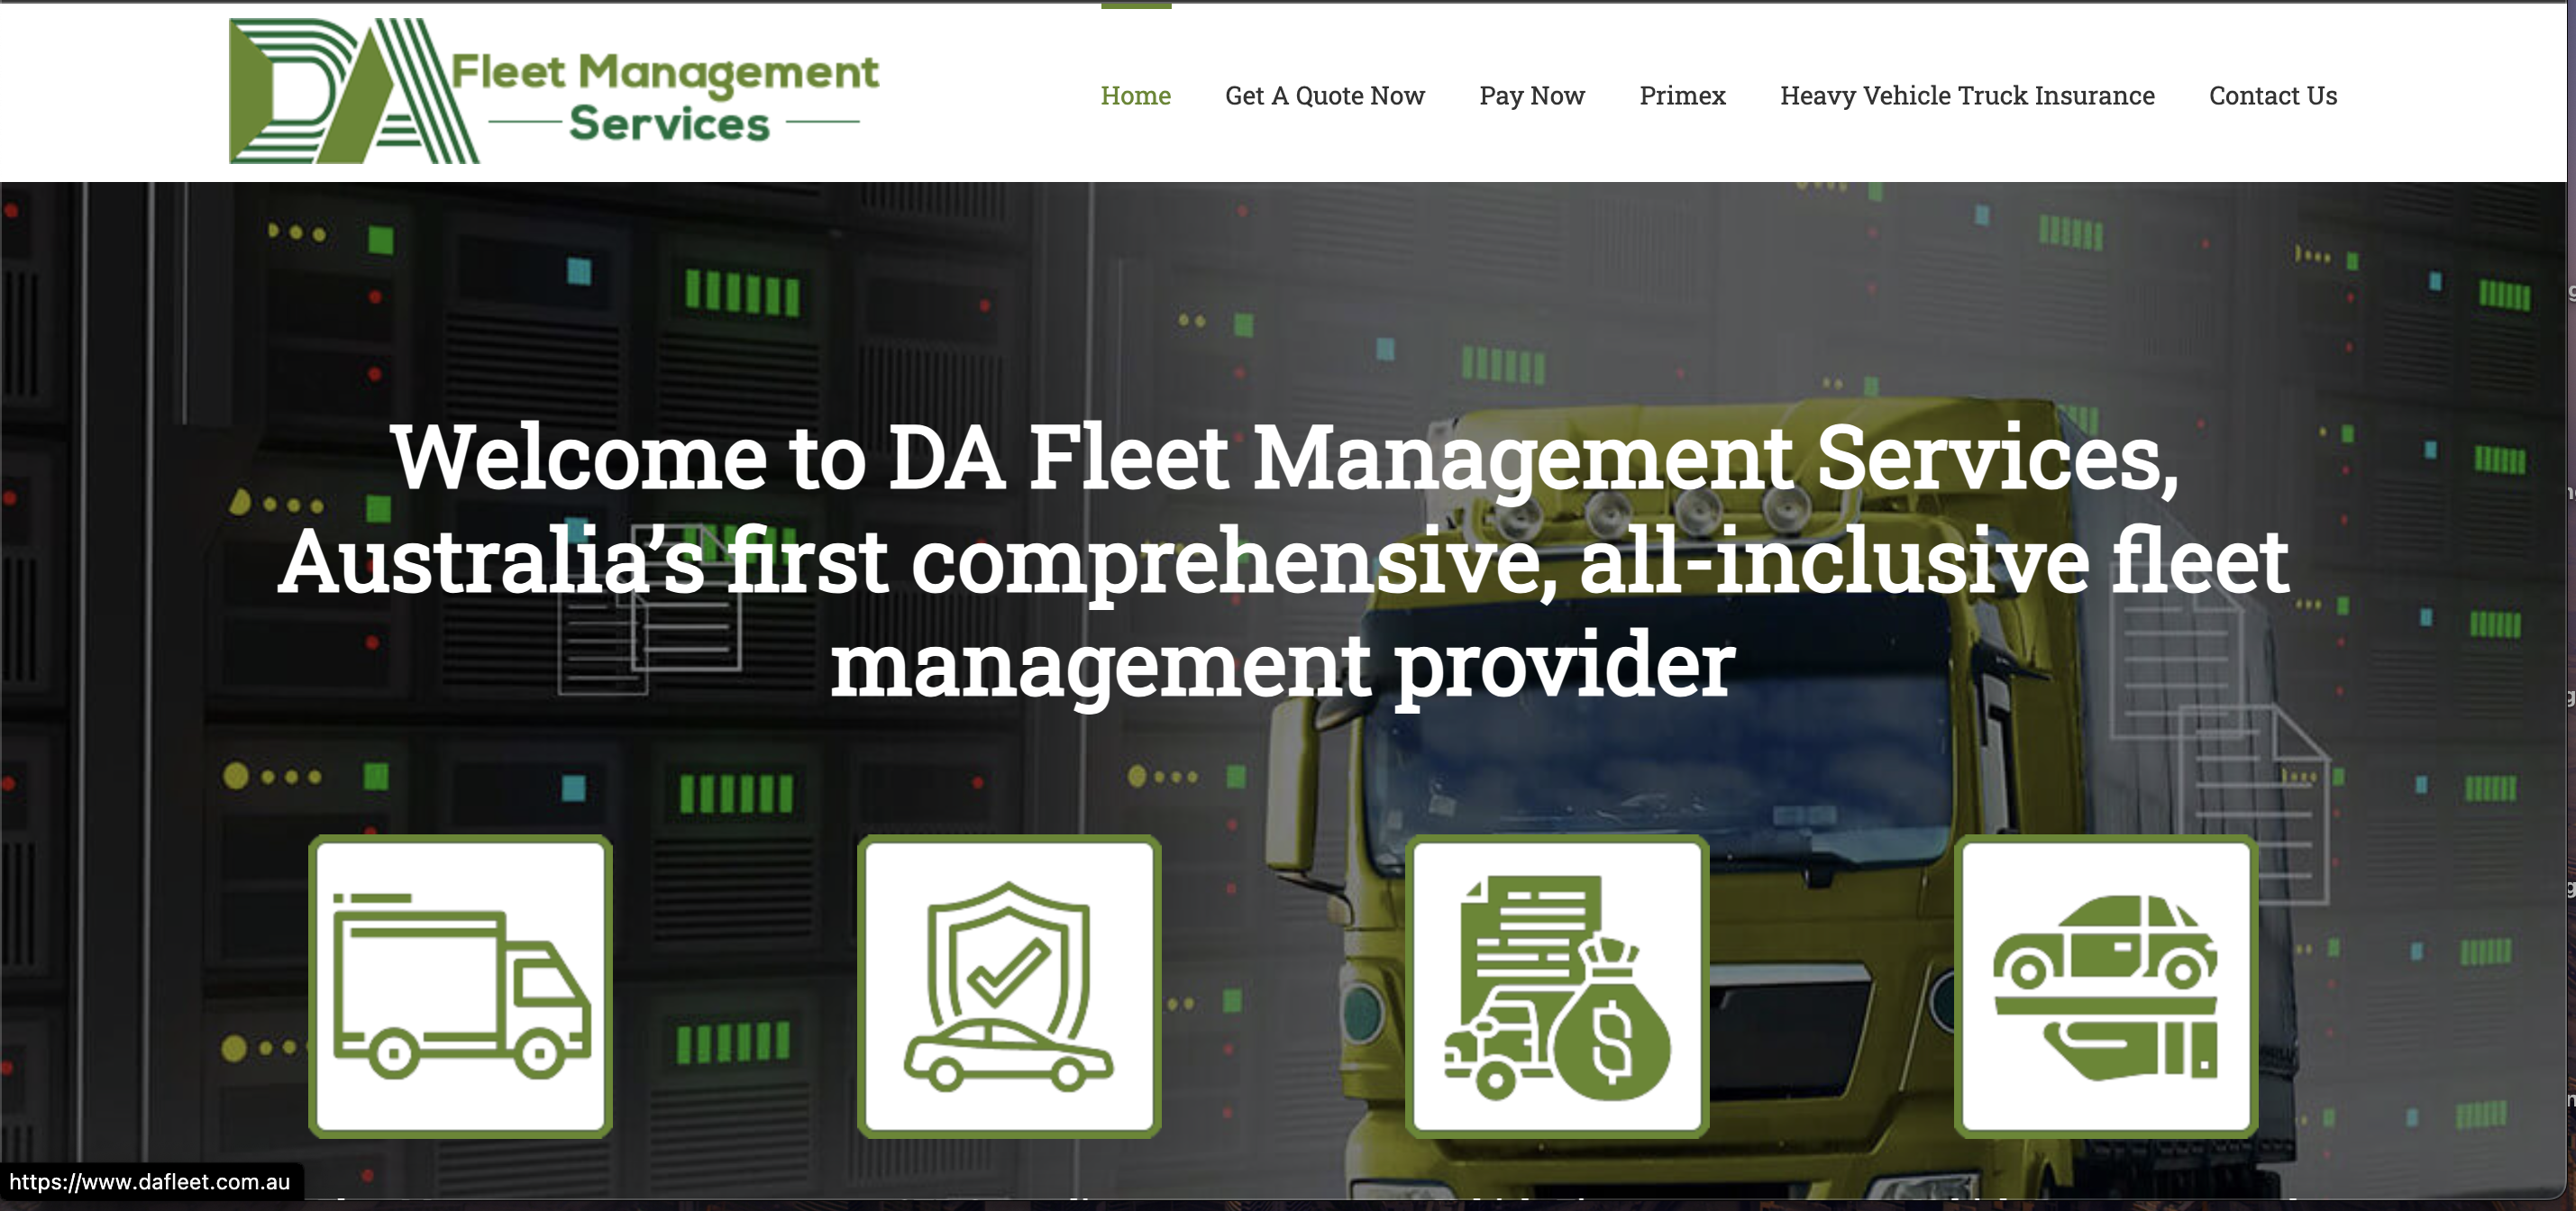 DA Fleet Management
Services
Home Get A Quote Now Pay Now Primex Heavy Vehicle Truck Insurance Contact Us
Welcome to DA Fleet Management Services,
Australia’s first comprehensive, all-inclusive fleet
management provider
https://www.dafleet.com.au